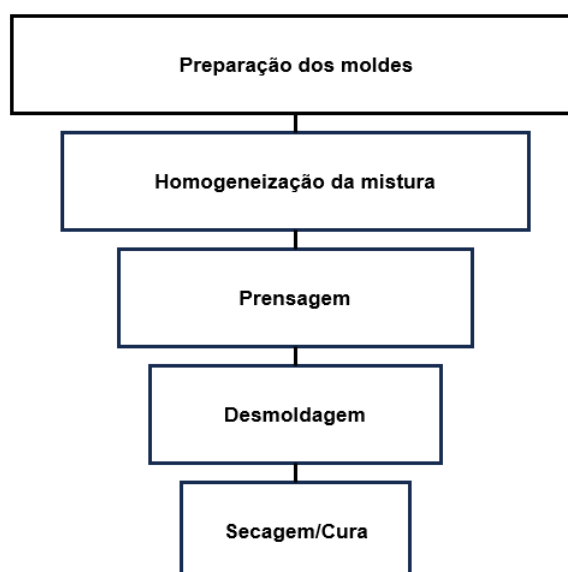 Preparação dos moldes
Homogeneização da mistura
Prensagem
Desmoldagem
Secagem/Cura